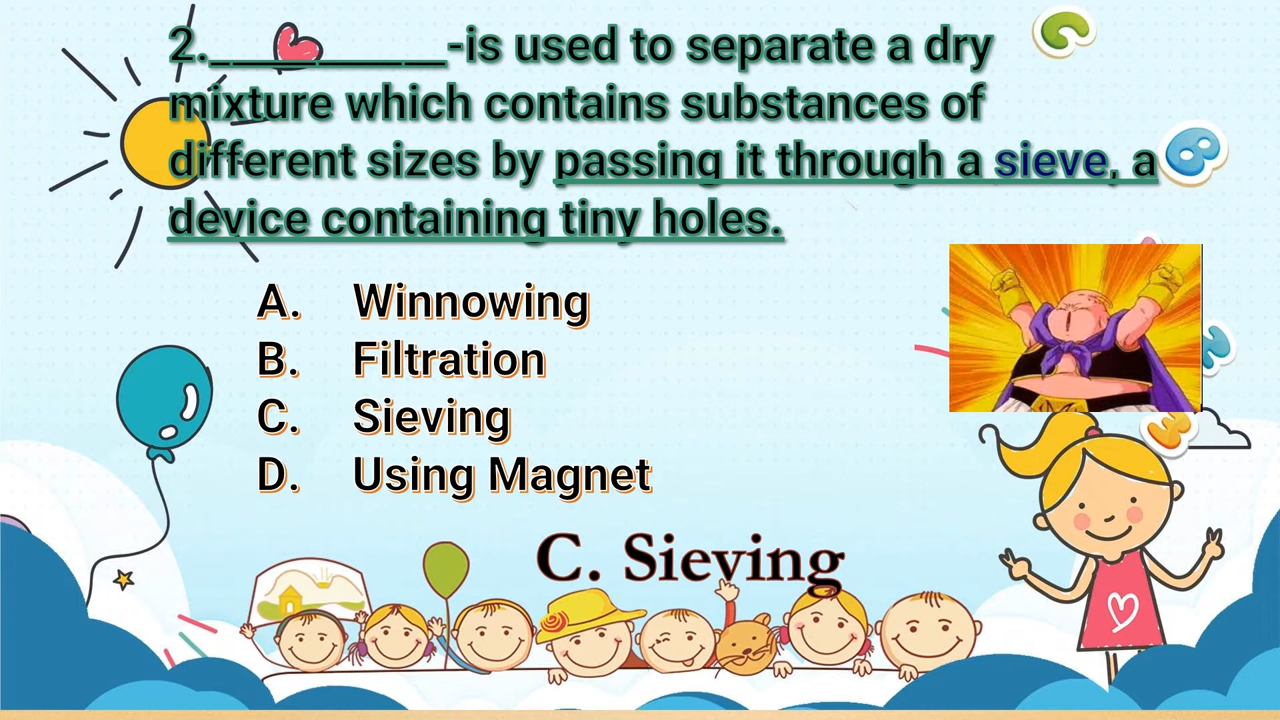 2.____________-is used to separate a dry
mixture which contains substances of
different sizes by passing it through a sieve, a
device containing tiny holes.
A. Winnowing
B. Filtration
C. Sieving
D. Using Magnet
C. Sieving